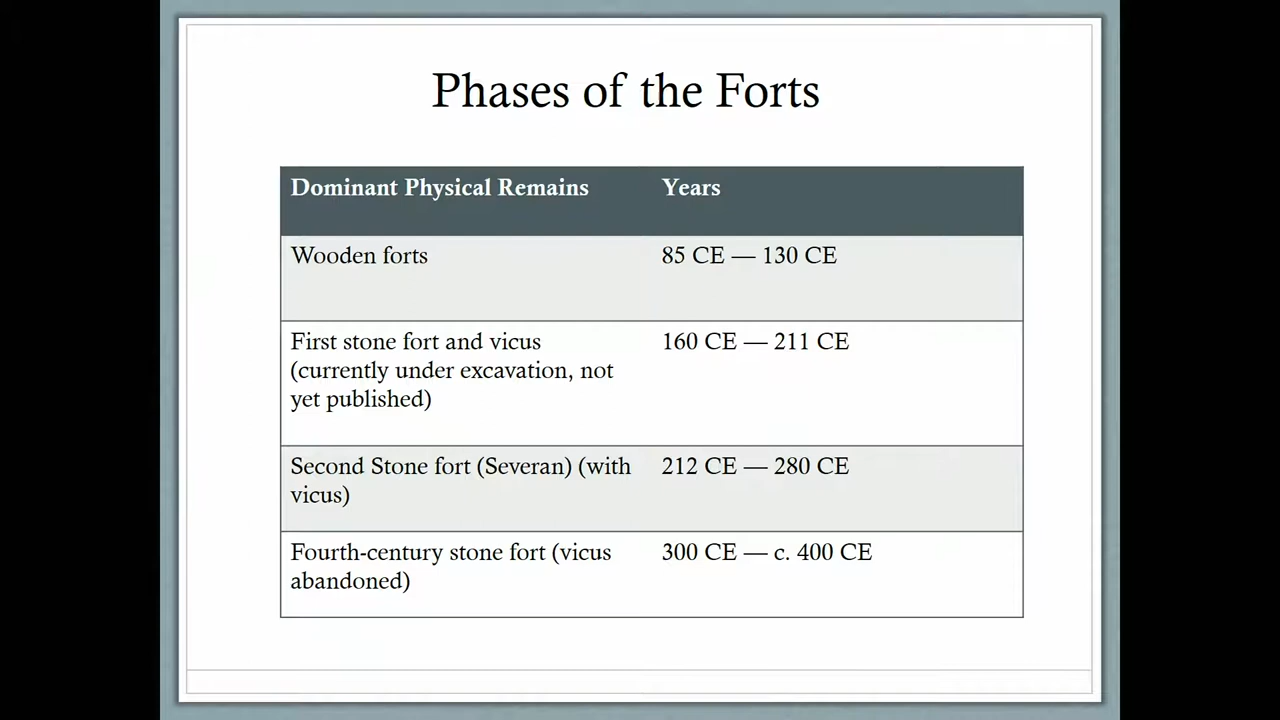 Phases of the Forts
Dominant Physical Remains
Years
Wooden forts
85 CE — 130 CE
First stone fort and vicus
(currently under excavation, not
yet published)
160 CE — 211 CE
Second Stone fort (Severan) (with
vicus)
212 CE — 280 CE
Fourth-century stone fort (vicus
abandoned)
300 CE — c. 400 CE